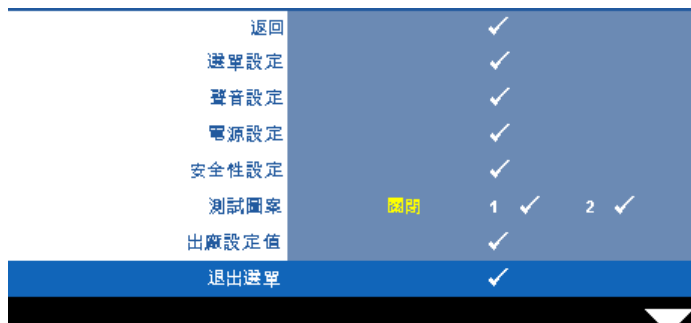 返回 ✓
選單設定 ✓
聲音設定 ✓
電源設定 ✓
安全性設定 ✓
測試圖案 關閉 1 ✓ 2 ✓
出廠設定值 ✓
退出選單 ✓